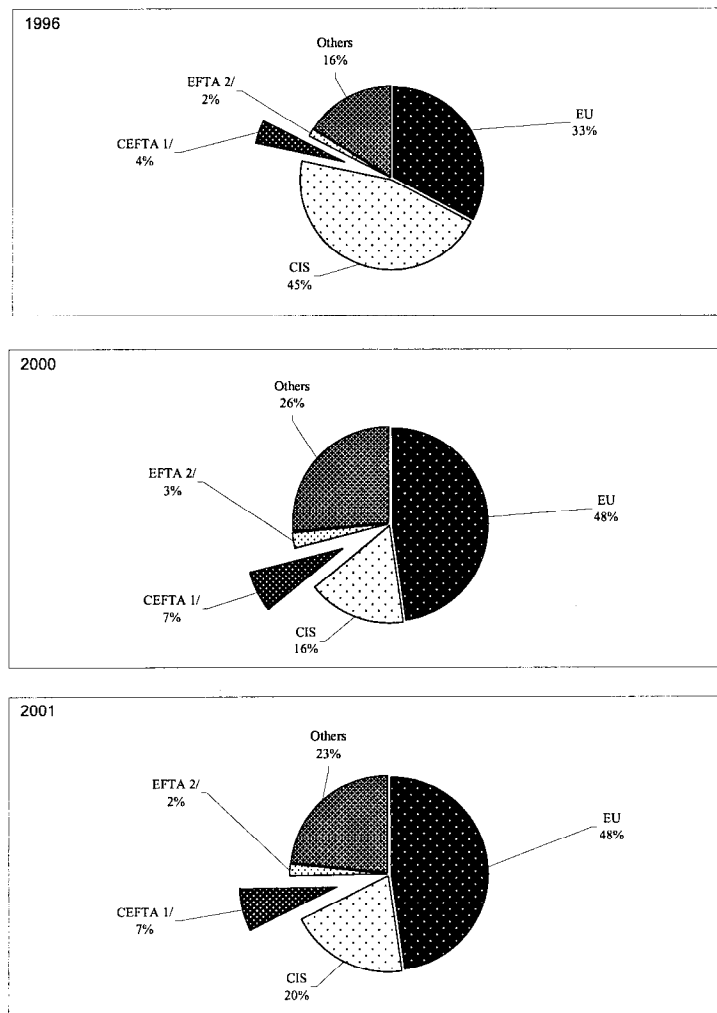 1996
Others
16%
EFTA 2/
2%
EU
33%
CEFTA 1/
4%
CIS
45%
2000
Others
26%
EFTA 2/
3%
EU
48%
CEFTA 1/
7%
CIS
16%
2001
Others
23%
EFTA 2/
2%
EU
48%
CEFTA 1/
7%
CIS
20%